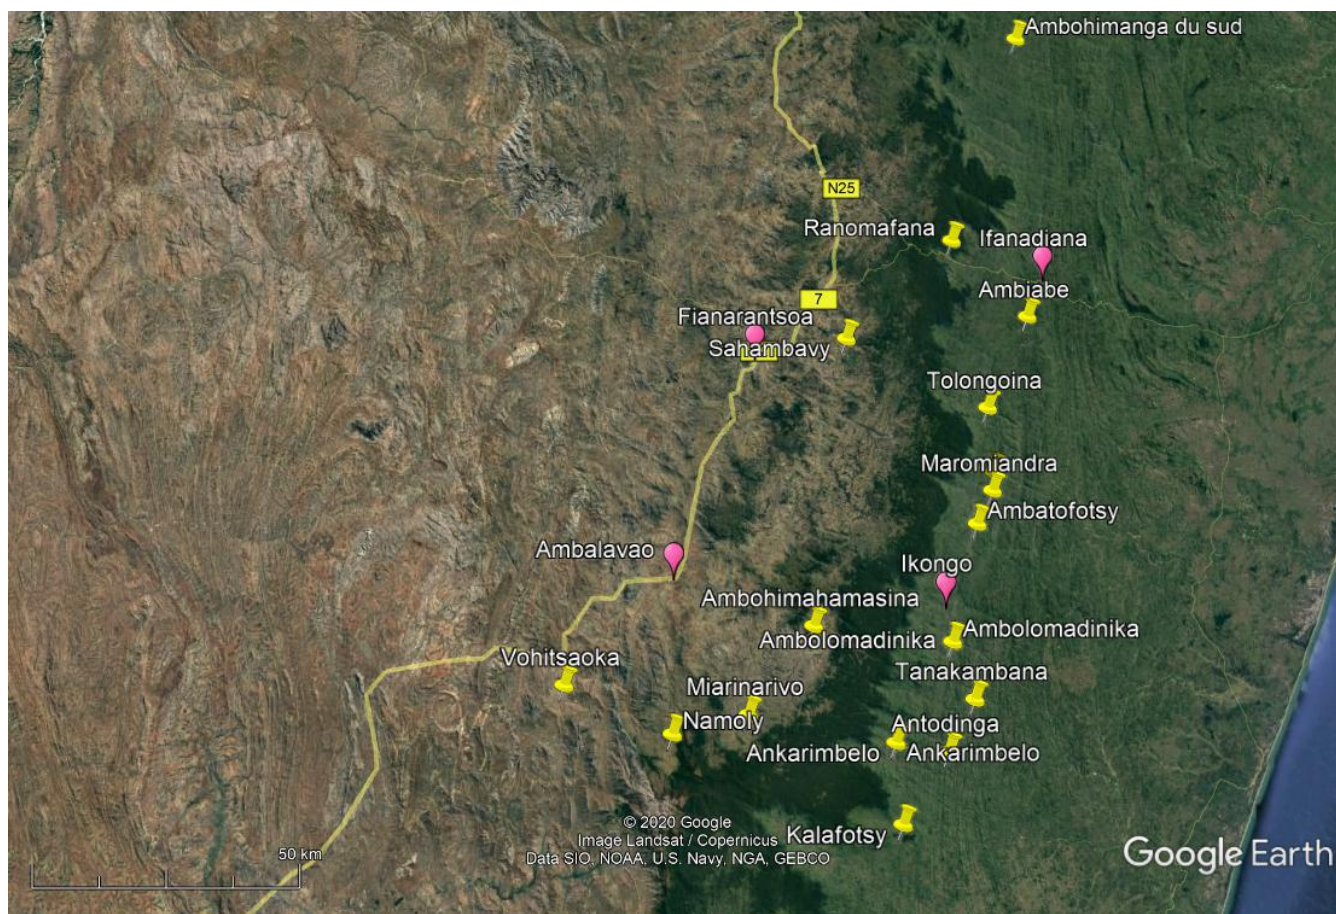 Ambohimanga du sud
N25
Ranomafana
Ifanadiana
Ambiabe
7
Fianarantsoa
Sahambavy
Tolongoina
Maromiandra
Ambatofotsy
Ambalavao
Ikongo
Ambohimahamasina
Ambolomadinika
Ambolomadinika
Vohitsaoka
Tanakambana
Miarinarivo
Namoly
Antodinga
Ankarimbelo
Ankarimbelo
Kalafotsy
© 2020 Google
Image Landsat / Copernicus
Data SIO, NOAA, U.S. Navy, NGA, GEBCO
50 km
Google Earth